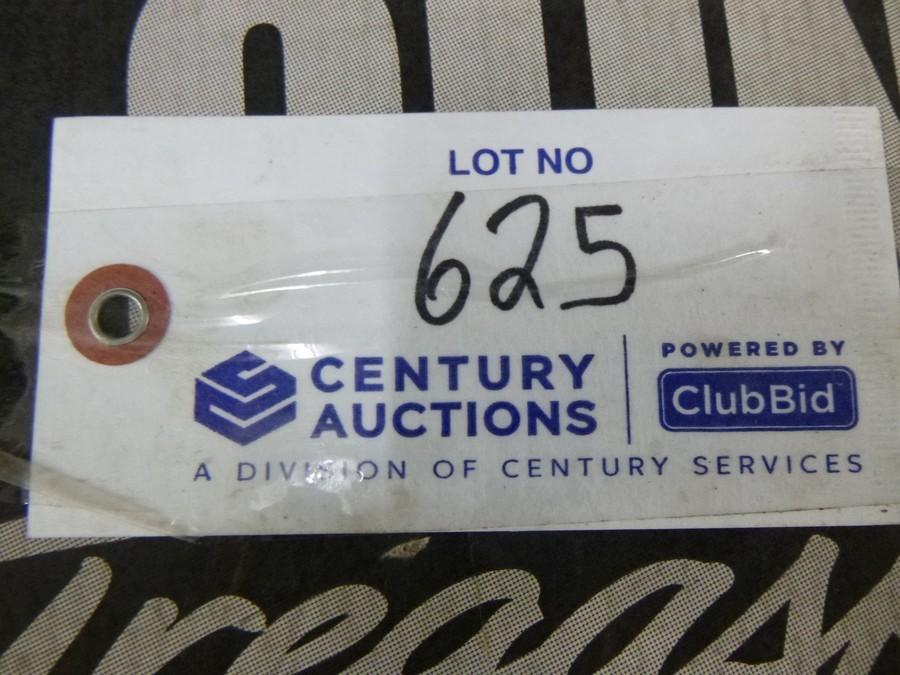 LOT NO
625
CENTURY
AUCTIONS
POWERED BY
ClubBid
A DIVISION OF CENTURY SERVICES